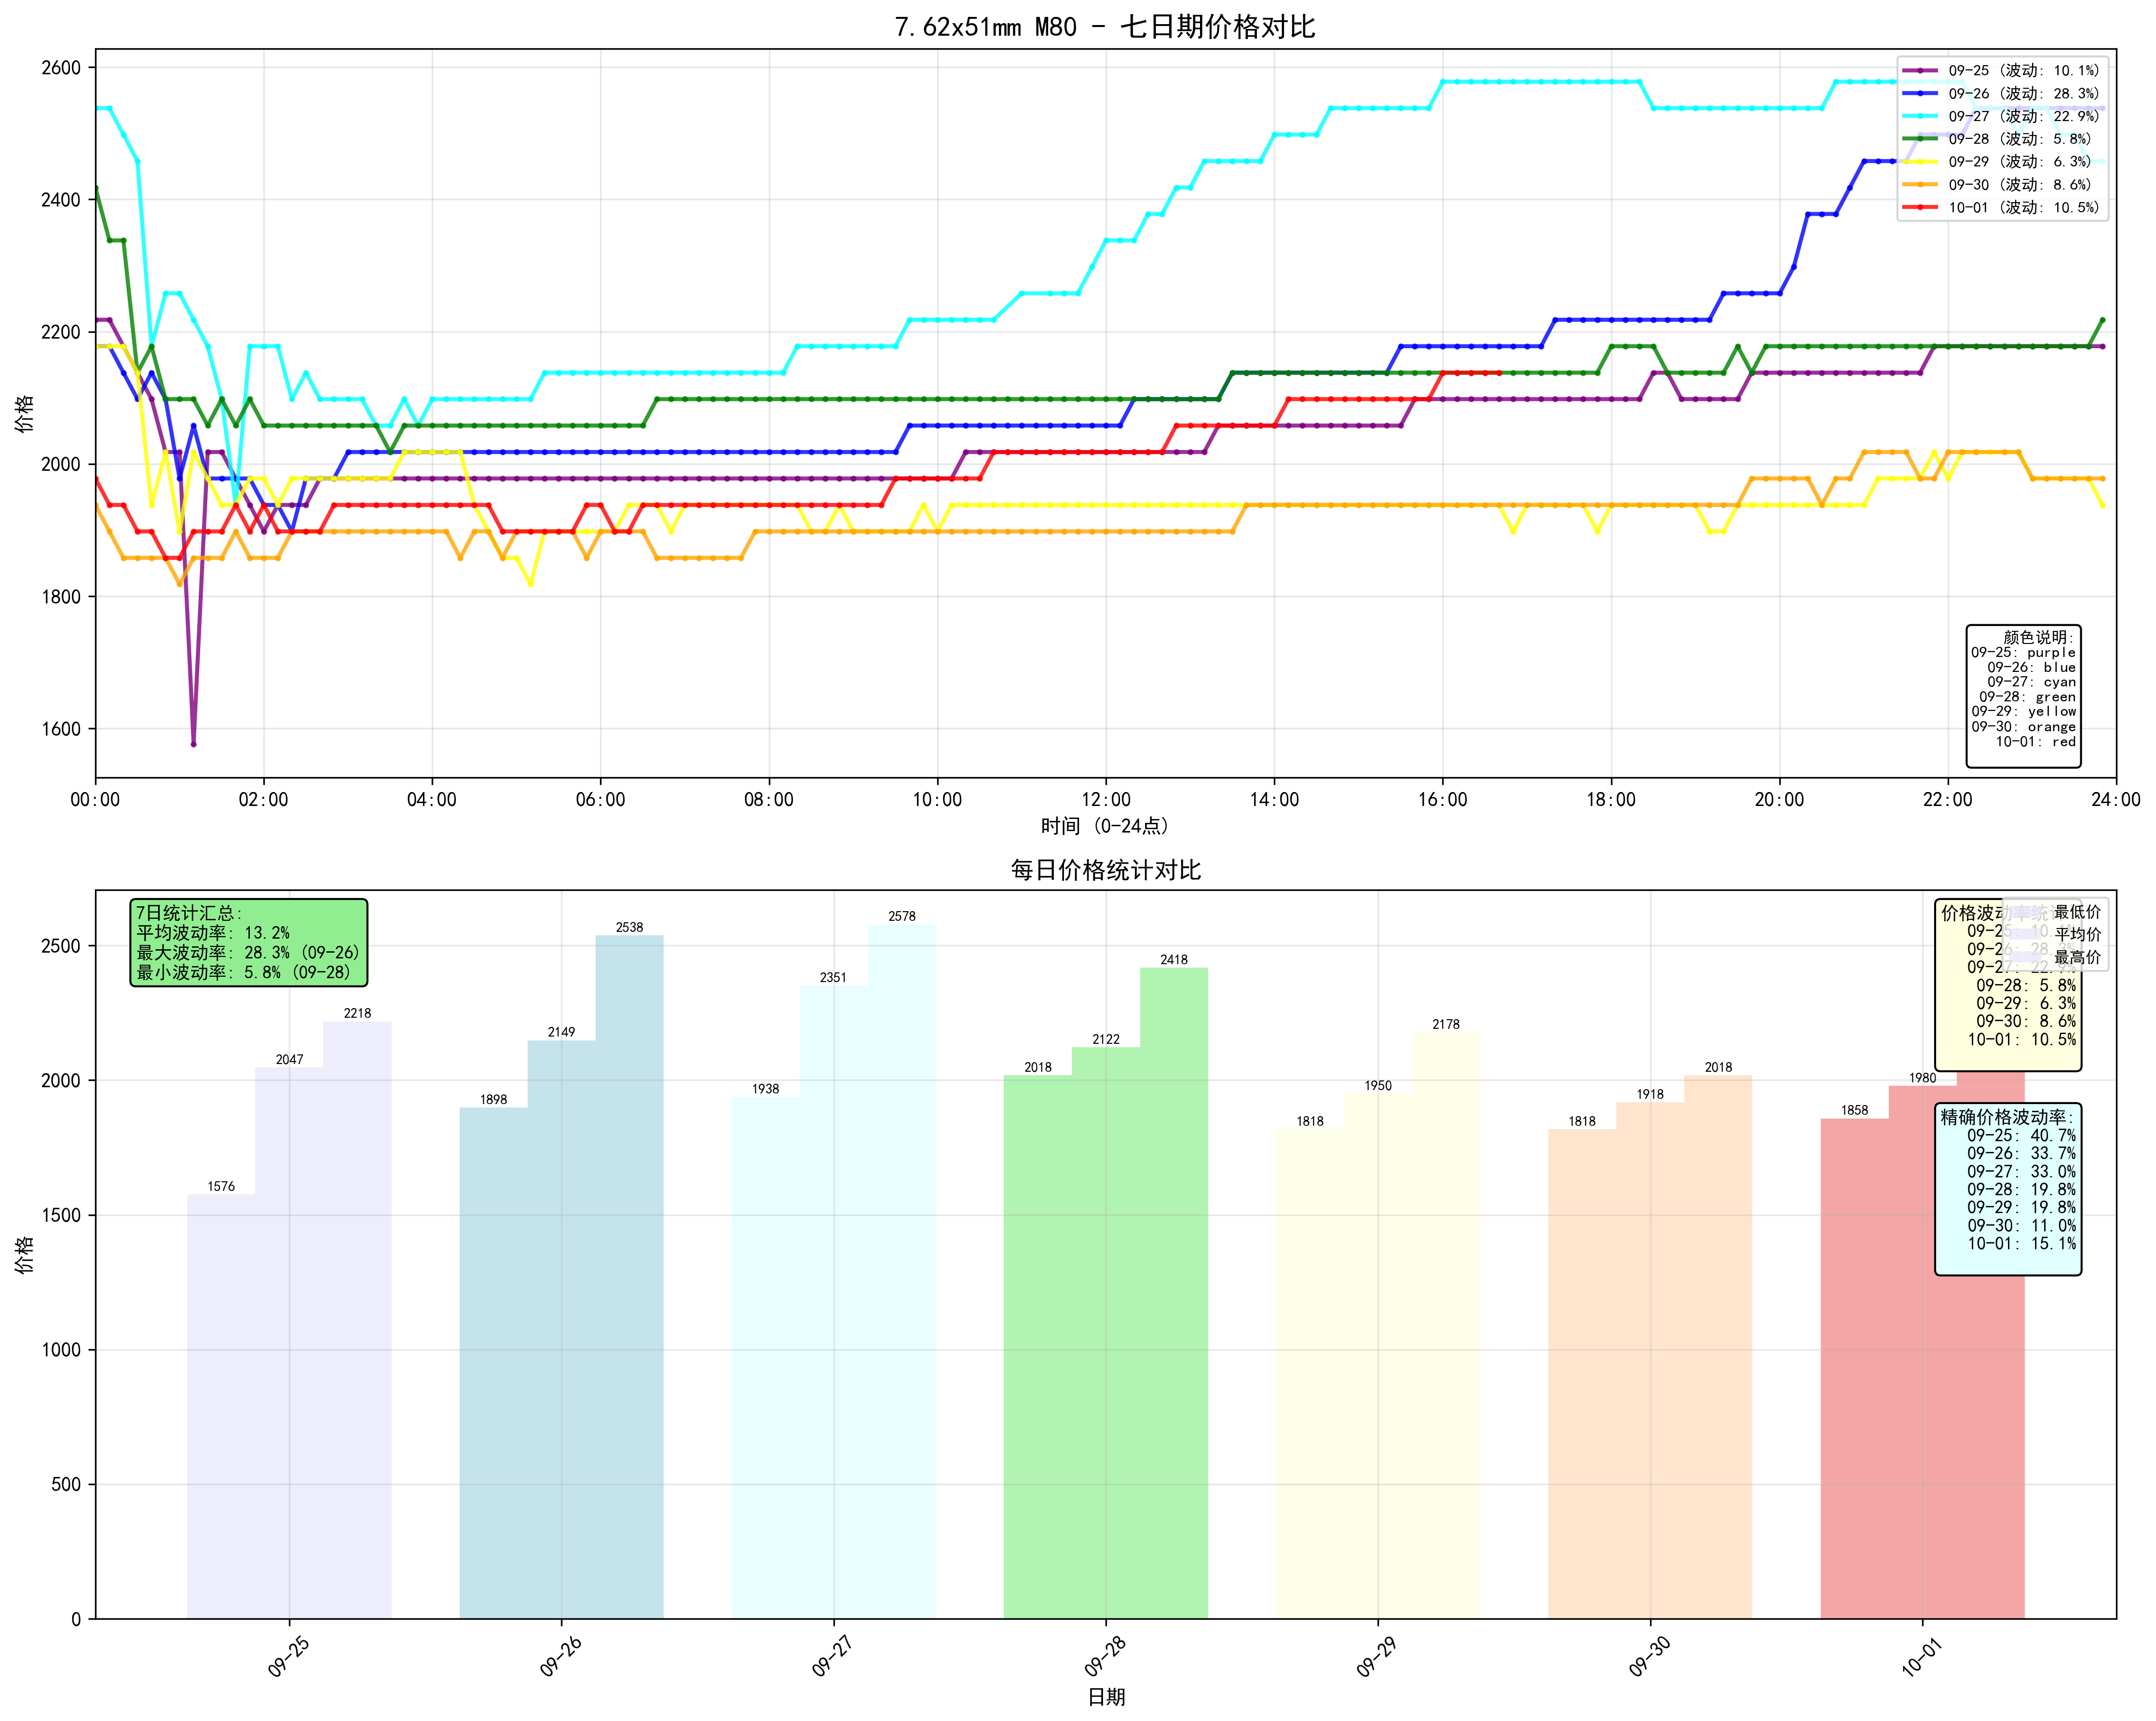 7.62x51mm M80 - 七日期价格对比
价格
2600
2400
2200
2000
1800
1600
09-25 (波动: 10.1%)
09-26 (波动: 28.3%)
09-27 (波动: 22.9%)
09-28 (波动: 5.8%)
09-29 (波动: 6.3%)
09-30 (波动: 8.6%)
10-01 (波动: 10.5%)
颜色说明:
09-25: purple
09-26: blue
09-27: cyan
09-28: green
09-29: yellow
09-30: orange
10-01: red
00:00 02:00 04:00 06:00 08:00 10:00 12:00 14:00 16:00 18:00 20:00 22:00 24:00
时间 (0-24点)
每日价格统计对比
价格
2500
2000
1500
1000
500
0
7日统计汇总:
平均波动率: 13.2%
最大波动率: 28.3% (09-26)
最小波动率: 5.8% (09-28)
1576 2047 2218
1898 2149 2538
1938 2351 2578
2018 2122 2418
1818 1950 2178
1818 1918 2018
1858 1980
最低价
平均价
最高价
价格波动率统计:
09-25: 10.1%
09-26: 28.3%
09-27: 22.9%
09-28: 5.8%
09-29: 6.3%
09-30: 8.6%
10-01: 10.5%
精确价格波动率:
09-25: 40.7%
09-26: 33.7%
09-27: 33.0%
09-28: 19.8%
09-29: 19.8%
09-30: 11.0%
10-01: 15.1%
09-25 09-26 09-27 09-28 09-29 09-30 10-01
日期